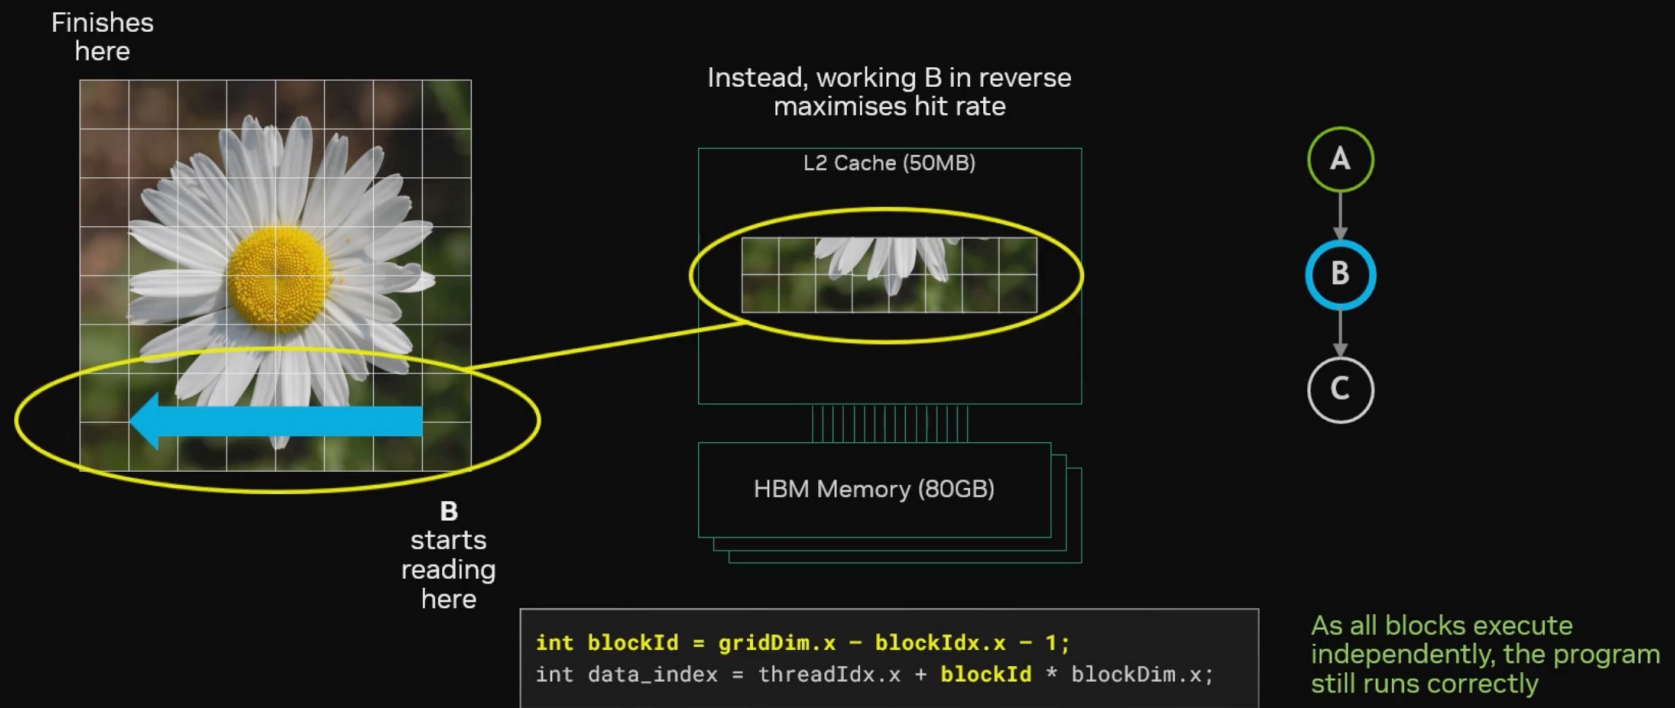 Finishes
here
Instead, working B in reverse
maximises hit rate
L2 Cache (50MB)
HBM Memory (80GB)
B
starts
reading
here
A
B
C
int blockId = gridDim.x − blockIdx.x − 1;
int data_index = threadIdx.x + blockId * blockDim.x;
As all blocks execute
independently, the program
still runs correctly